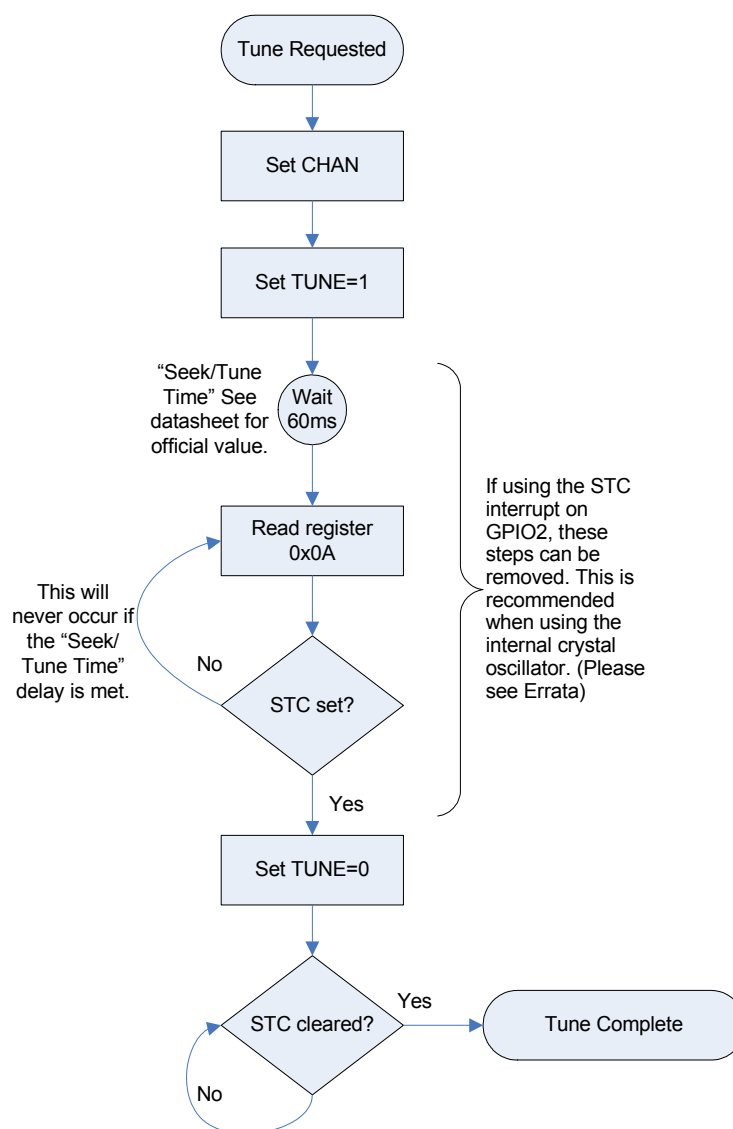 Tune Requested
Set CHAN
Set TUNE=1
“Seek/Tune
Time” See
datasheet for
official value.
Wait
60ms
If using the STC
interrupt on
GPIO2, these
steps can be
removed. This is
recommended
when using the
internal crystal
oscillator. (Please
see Errata)
Read register
0x0A
This will
never occur if
the “Seek/
Tune Time”
delay is met.
No
STC set?
Yes
Set TUNE=0
STC cleared?
Yes
Tune Complete
No